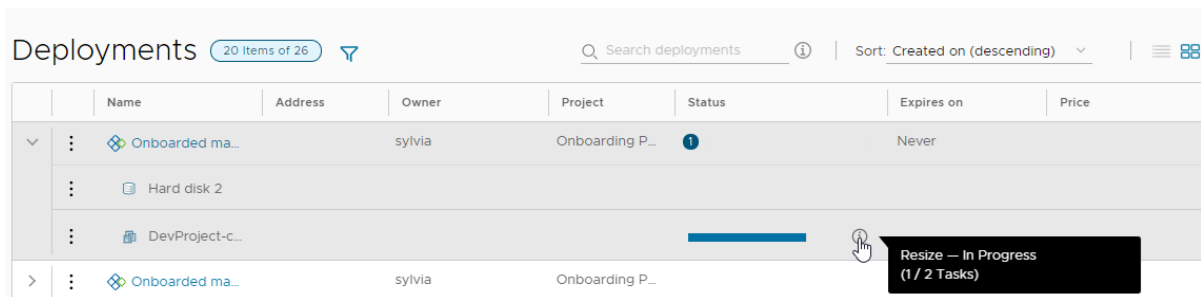 Deployments 20 Items of 26 Search deployments Sort: Created on (descending)
Name Address Owner Project Status Expires on Price
Onboarded ma... sylvia Onboarding P... 1 Never
Hard disk 2
DevProject-c...
Resize — In Progress
(1 / 2 Tasks)
Onboarded ma... sylvia Onboarding P...